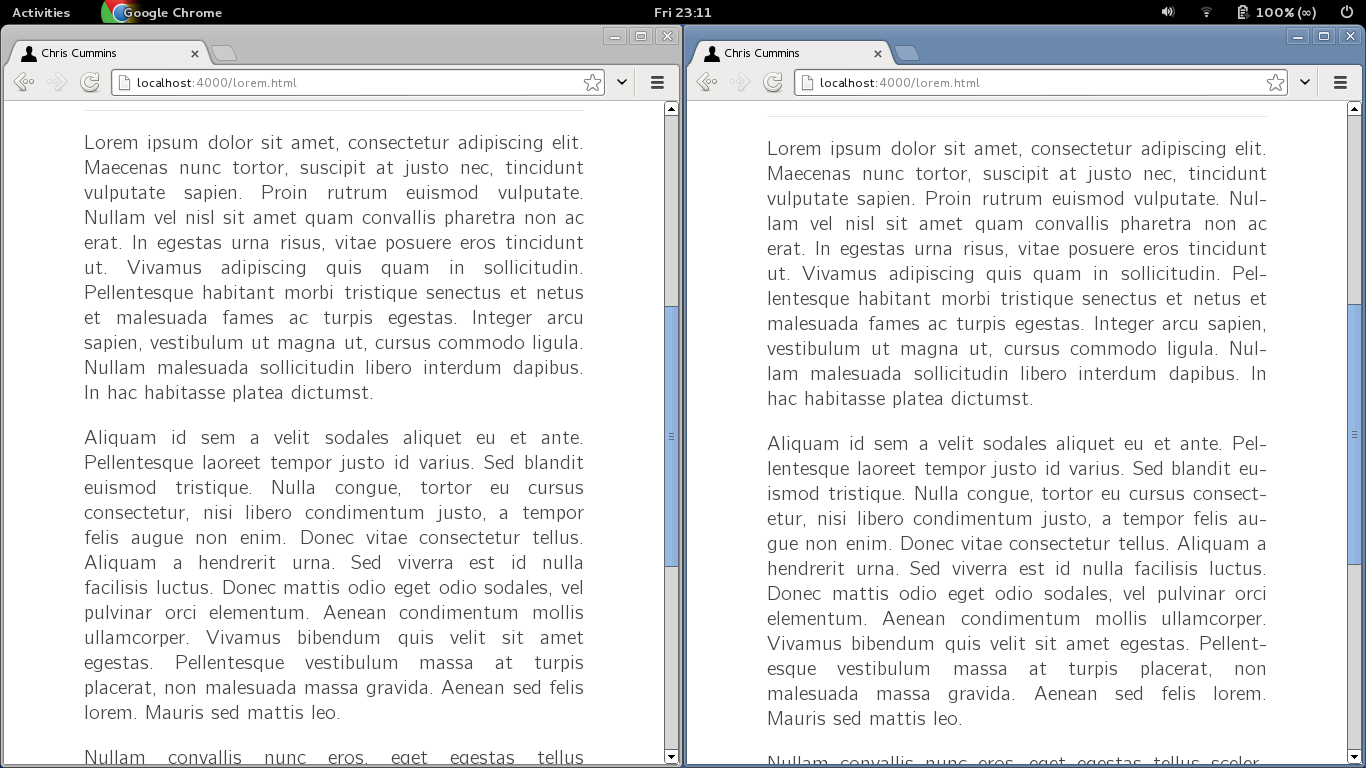 Activities Google Chrome Fri 23:11 100% (∞)
Chris Cummins
localhost:4000/lorem.html
Lorem ipsum dolor sit amet, consectetur adipiscing elit.
Maecenas nunc tortor, suscipit at justo nec, tincidunt
vulputate sapien. Proin rutrum euismod vulputate.
Nullam vel nisl sit amet quam convallis pharetra non ac
erat. In egestas urna risus, vitae posuere eros tincidunt
ut. Vivamus adipiscing quis quam in sollicitudin.
Pellentesque habitant morbi tristique senectus et netus
et malesuada fames ac turpis egestas. Integer arcu
sapien, vestibulum ut magna ut, cursus commodo ligula.
Nullam malesuada sollicitudin libero interdum dapibus.
In hac habitasse platea dictumst.
Aliquam id sem a velit sodales aliquet eu et ante.
Pellentesque laoreet tempor justo id varius. Sed blandit
euismod tristique. Nulla congue, tortor eu cursus
consectetur, nisi libero condimentum justo, a tempor
felis augue non enim. Donec vitae consectetur tellus.
Aliquam a hendrerit urna. Sed viverra est id nulla
facilisis luctus. Donec mattis odio eget odio sodales, vel
pulvinar orci elementum. Aenean condimentum mollis
ullamcorper. Vivamus bibendum quis velit sit amet
egestas. Pellentesque vestibulum massa at turpis
placerat, non malesuada massa gravida. Aenean sed felis
lorem. Mauris sed mattis leo.
Nullam convallis nunc eros, eget egestas tellus
Chris Cummins
localhost:4000/lorem.html
Lorem ipsum dolor sit amet, consectetur adipiscing elit.
Maecenas nunc tortor, suscipit at justo nec, tincidunt
vulputate sapien. Proin rutrum euismod vulputate. Nul-
lam vel nisl sit amet quam convallis pharetra non ac
erat. In egestas urna risus, vitae posuere eros tincidunt
ut. Vivamus adipiscing quis quam in sollicitudin. Pel-
lentesque habitant morbi tristique senectus et netus et
malesuada fames ac turpis egestas. Integer arcu sapien,
vestibulum ut magna ut, cursus commodo ligula. Nul-
lam malesuada sollicitudin libero interdum dapibus. In
hac habitasse platea dictumst.
Aliquam id sem a velit sodales aliquet eu et ante. Pel-
lentesque laoreet tempor justo id varius. Sed blandit eu-
ismod tristique. Nulla congue, tortor eu cursus consect-
etur, nisi libero condimentum justo, a tempor felis au-
gue non enim. Donec vitae consectetur tellus. Aliquam a
hendrerit urna. Sed viverra est id nulla facilisis luctus.
Donec mattis odio eget odio sodales, vel pulvinar orci
elementum. Aenean condimentum mollis ullamcorper.
Vivamus bibendum quis velit sit amet egestas. Pellent-
esque vestibulum massa at turpis placerat, non
malesuada massa gravida. Aenean sed felis lorem.
Mauris sed mattis leo.
Nullam convallis nunc eros, eget egestas tellus sceler-